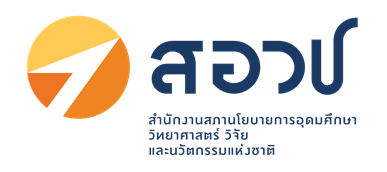 สอวช
สำนักงานสภานโยบายการอุดมศึกษา
วิทยาศาสตร์ วิจัย
และนวัตกรรมแห่งชาติ